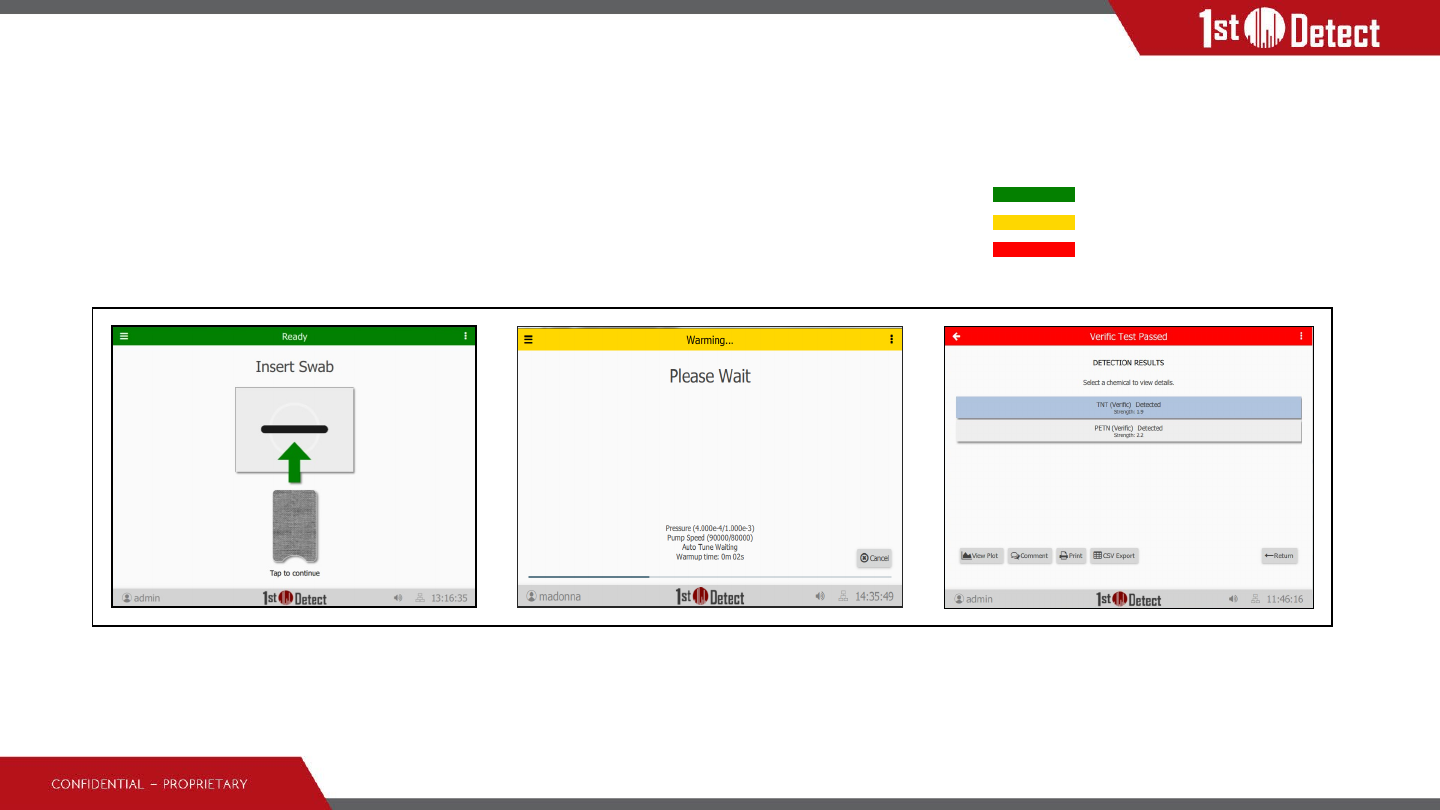 1st Detect
Ready
Insert Swab
Tap to continue
admin
1st Detect
13:16:35
Warming...
Please Wait
Pressure (4.000e-4/1.000e-3)
Pump Speed (90000/80000)
Auto Tune Waiting
Warmup time: 0m 02s
Cancel
madonna
1st Detect
14:35:49
Verific Test Passed
DETECTION RESULTS
Select a chemical to view details.
TNT (Verific) Detected
Strength: 1.9
PETN (Verific) Detected
Strength: 2.2
View Plot
Comment
Print
CSV Export
Return
admin
1st Detect
11:46:16
CONFIDENTIAL – PROPRIETARY